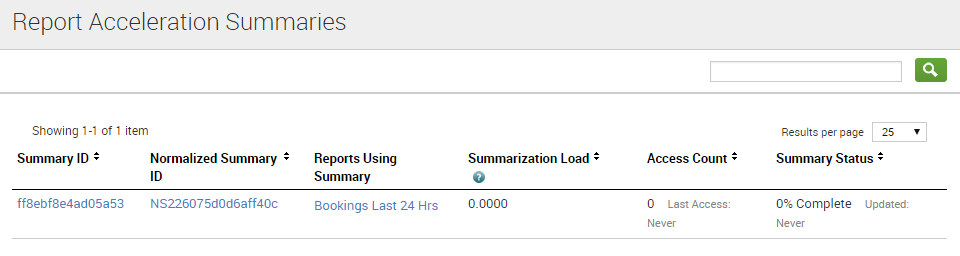 Report Acceleration Summaries
Showing 1-1 of 1 item
Results per page 25
Summary ID Normalized Summary ID Reports Using Summary Summarization Load ? Access Count Summary Status
ff8ebf8e4ad05a53 NS226075d0d6aff40c Bookings Last 24 Hrs 0.0000 0 Last Access: Never 0% Complete Updated: Never